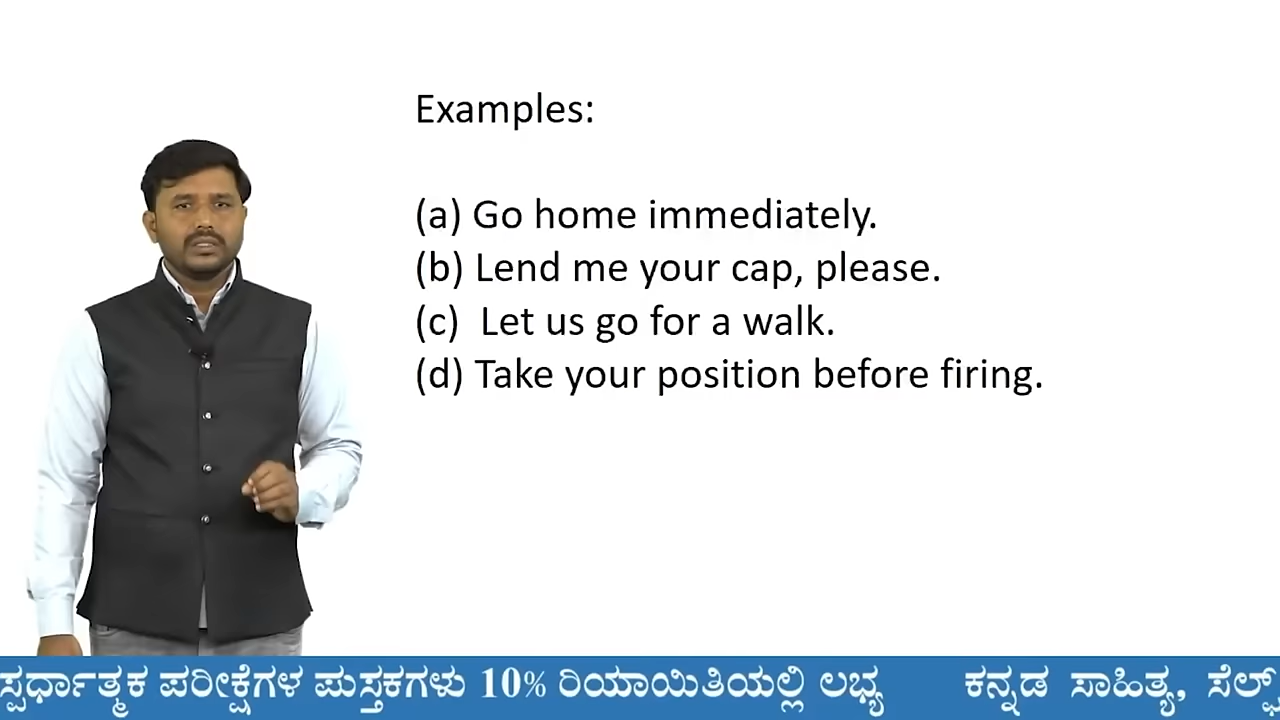 Examples:
(a) Go home immediately.
(b) Lend me your cap, please.
(c) Let us go for a walk.
(d) Take your position before firing.
ಸ್ಪರ್ಧಾತ್ಮಕ ಪರೀಕ್ಷೆಗಳ ಪುಸ್ತಕಗಳು 10% ರಿಯಾಯಿತಿಯಲ್ಲಿ ಲಭ್ಯ ಕನ್ನಡ ಸಾಹಿತ್ಯ,